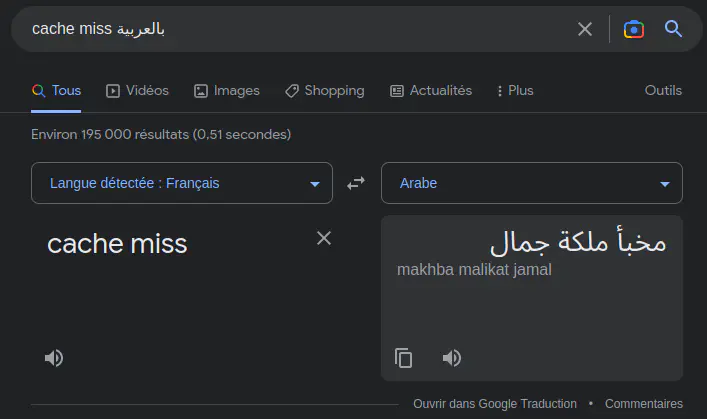 cache miss بالعربية
Tous Vidéos Images Shopping Actualités Plus Outils
Environ 195 000 résultats (0,51 secondes)
Langue détectée : Français Arabe
cache miss
مخبأ ملكة جمال
makhba malikat jamal
Ouvrir dans Google Traduction • Commentaires